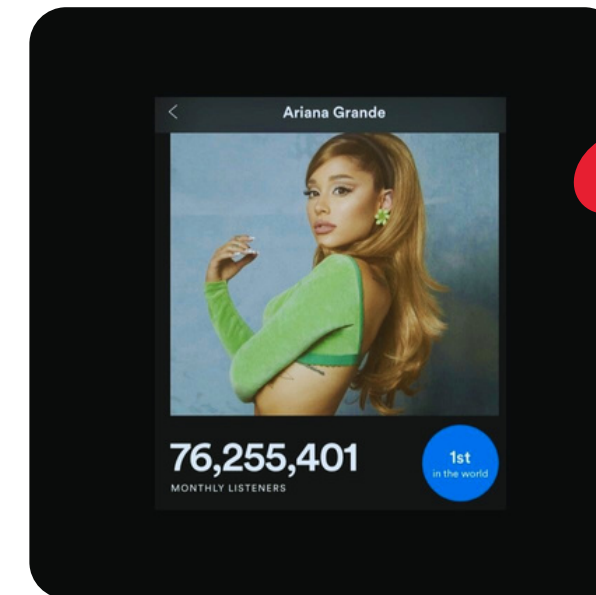 Ariana Grande
76,255,401
MONTHLY LISTENERS
1st
in the world